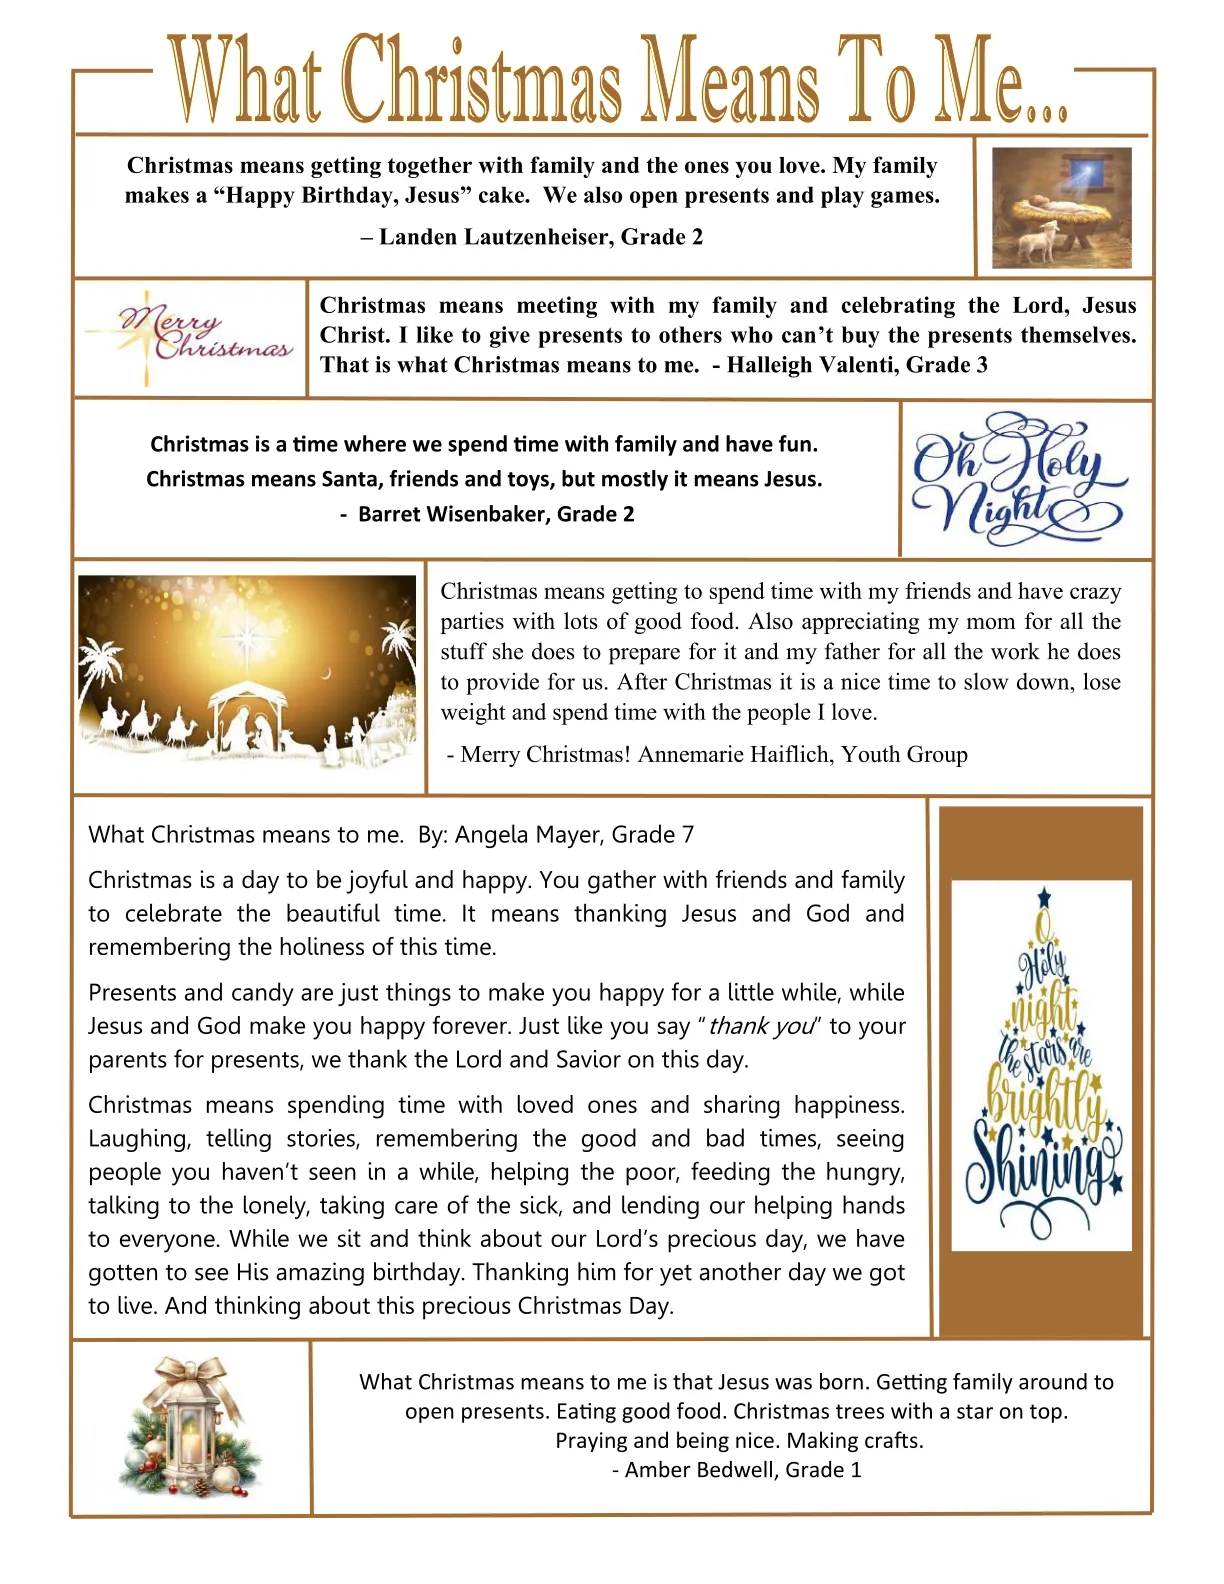 What Christmas Means To Me...
Christmas means getting together with family and the ones you love. My family
makes a “Happy Birthday, Jesus” cake.  We also open presents and play games.
– Landen Lautzenheiser, Grade 2
Merry
Christmas
Christmas means meeting with my family and celebrating the Lord, Jesus
Christ. I like to give presents to others who can’t buy the presents themselves.
That is what Christmas means to me.  - Halleigh Valenti, Grade 3
Christmas is a time where we spend time with family and have fun.
Christmas means Santa, friends and toys, but mostly it means Jesus.
-  Barret Wisenbaker, Grade 2
Oh Holy
Night
Christmas means getting to spend time with my friends and have crazy
parties with lots of good food. Also appreciating my mom for all the
stuff she does to prepare for it and my father for all the work he does
to provide for us. After Christmas it is a nice time to slow down, lose
weight and spend time with the people I love.
- Merry Christmas! Annemarie Haiflich, Youth Group
What Christmas means to me.  By: Angela Mayer, Grade 7
Christmas is a day to be joyful and happy. You gather with friends and family
to celebrate the beautiful time. It means thanking Jesus and God and
remembering the holiness of this time.
Presents and candy are just things to make you happy for a little while, while
Jesus and God make you happy forever. Just like you say “thank you” to your
parents for presents, we thank the Lord and Savior on this day.
Christmas means spending time with loved ones and sharing happiness.
Laughing, telling stories, remembering the good and bad times, seeing
people you haven’t seen in a while, helping the poor, feeding the hungry,
talking to the lonely, taking care of the sick, and lending our helping hands
to everyone. While we sit and think about our Lord’s precious day, we have
gotten to see His amazing birthday. Thanking him for yet another day we got
to live. And thinking about this precious Christmas Day.
O
Holy
night
the stars are
brightly
Shining
What Christmas means to me is that Jesus was born. Getting family around to
open presents. Eating good food. Christmas trees with a star on top.
Praying and being nice. Making crafts.
- Amber Bedwell, Grade 1